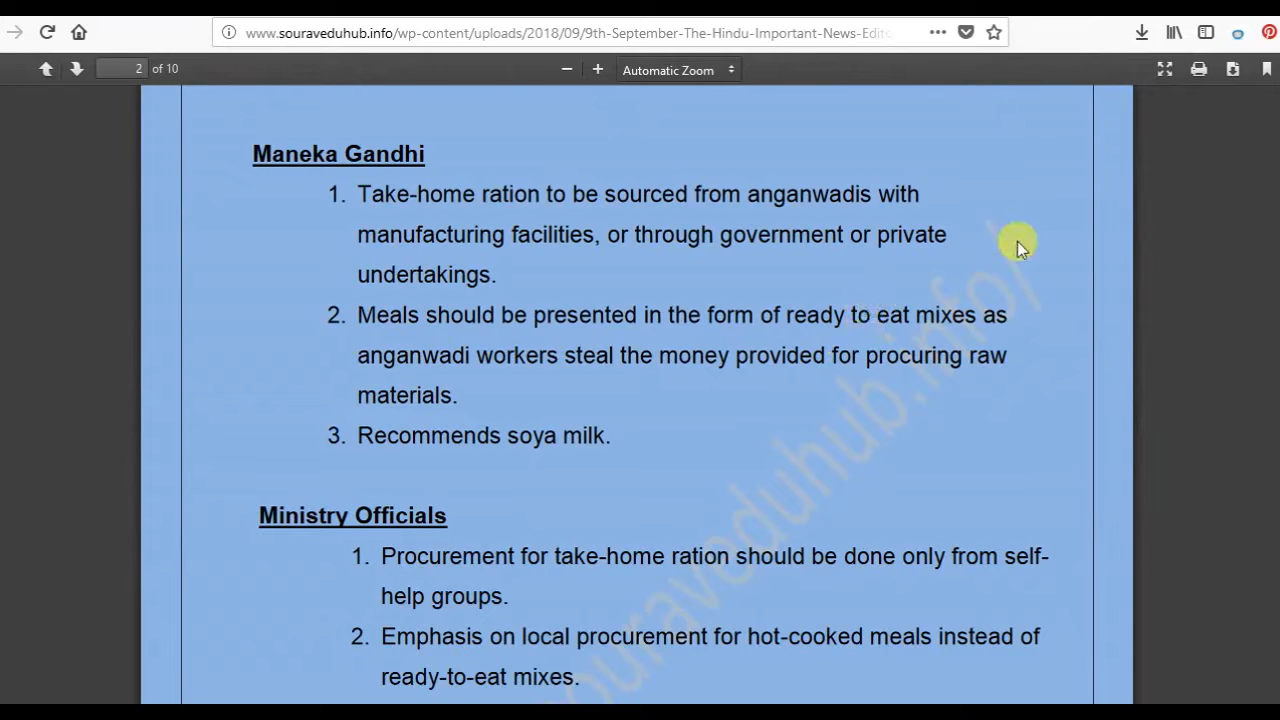 www.souraveduhub.info/wp-content/uploads/2018/09/9th-September-The-Hindu-Important-News-Edito
2 of 10
Automatic Zoom
Maneka Gandhi
1. Take-home ration to be sourced from anganwadis with
manufacturing facilities, or through government or private
undertakings.
2. Meals should be presented in the form of ready to eat mixes as
anganwadi workers steal the money provided for procuring raw
materials.
3. Recommends soya milk.
Ministry Officials
1. Procurement for take-home ration should be done only from self-
help groups.
2. Emphasis on local procurement for hot-cooked meals instead of
ready-to-eat mixes.
souraveduhub.info/